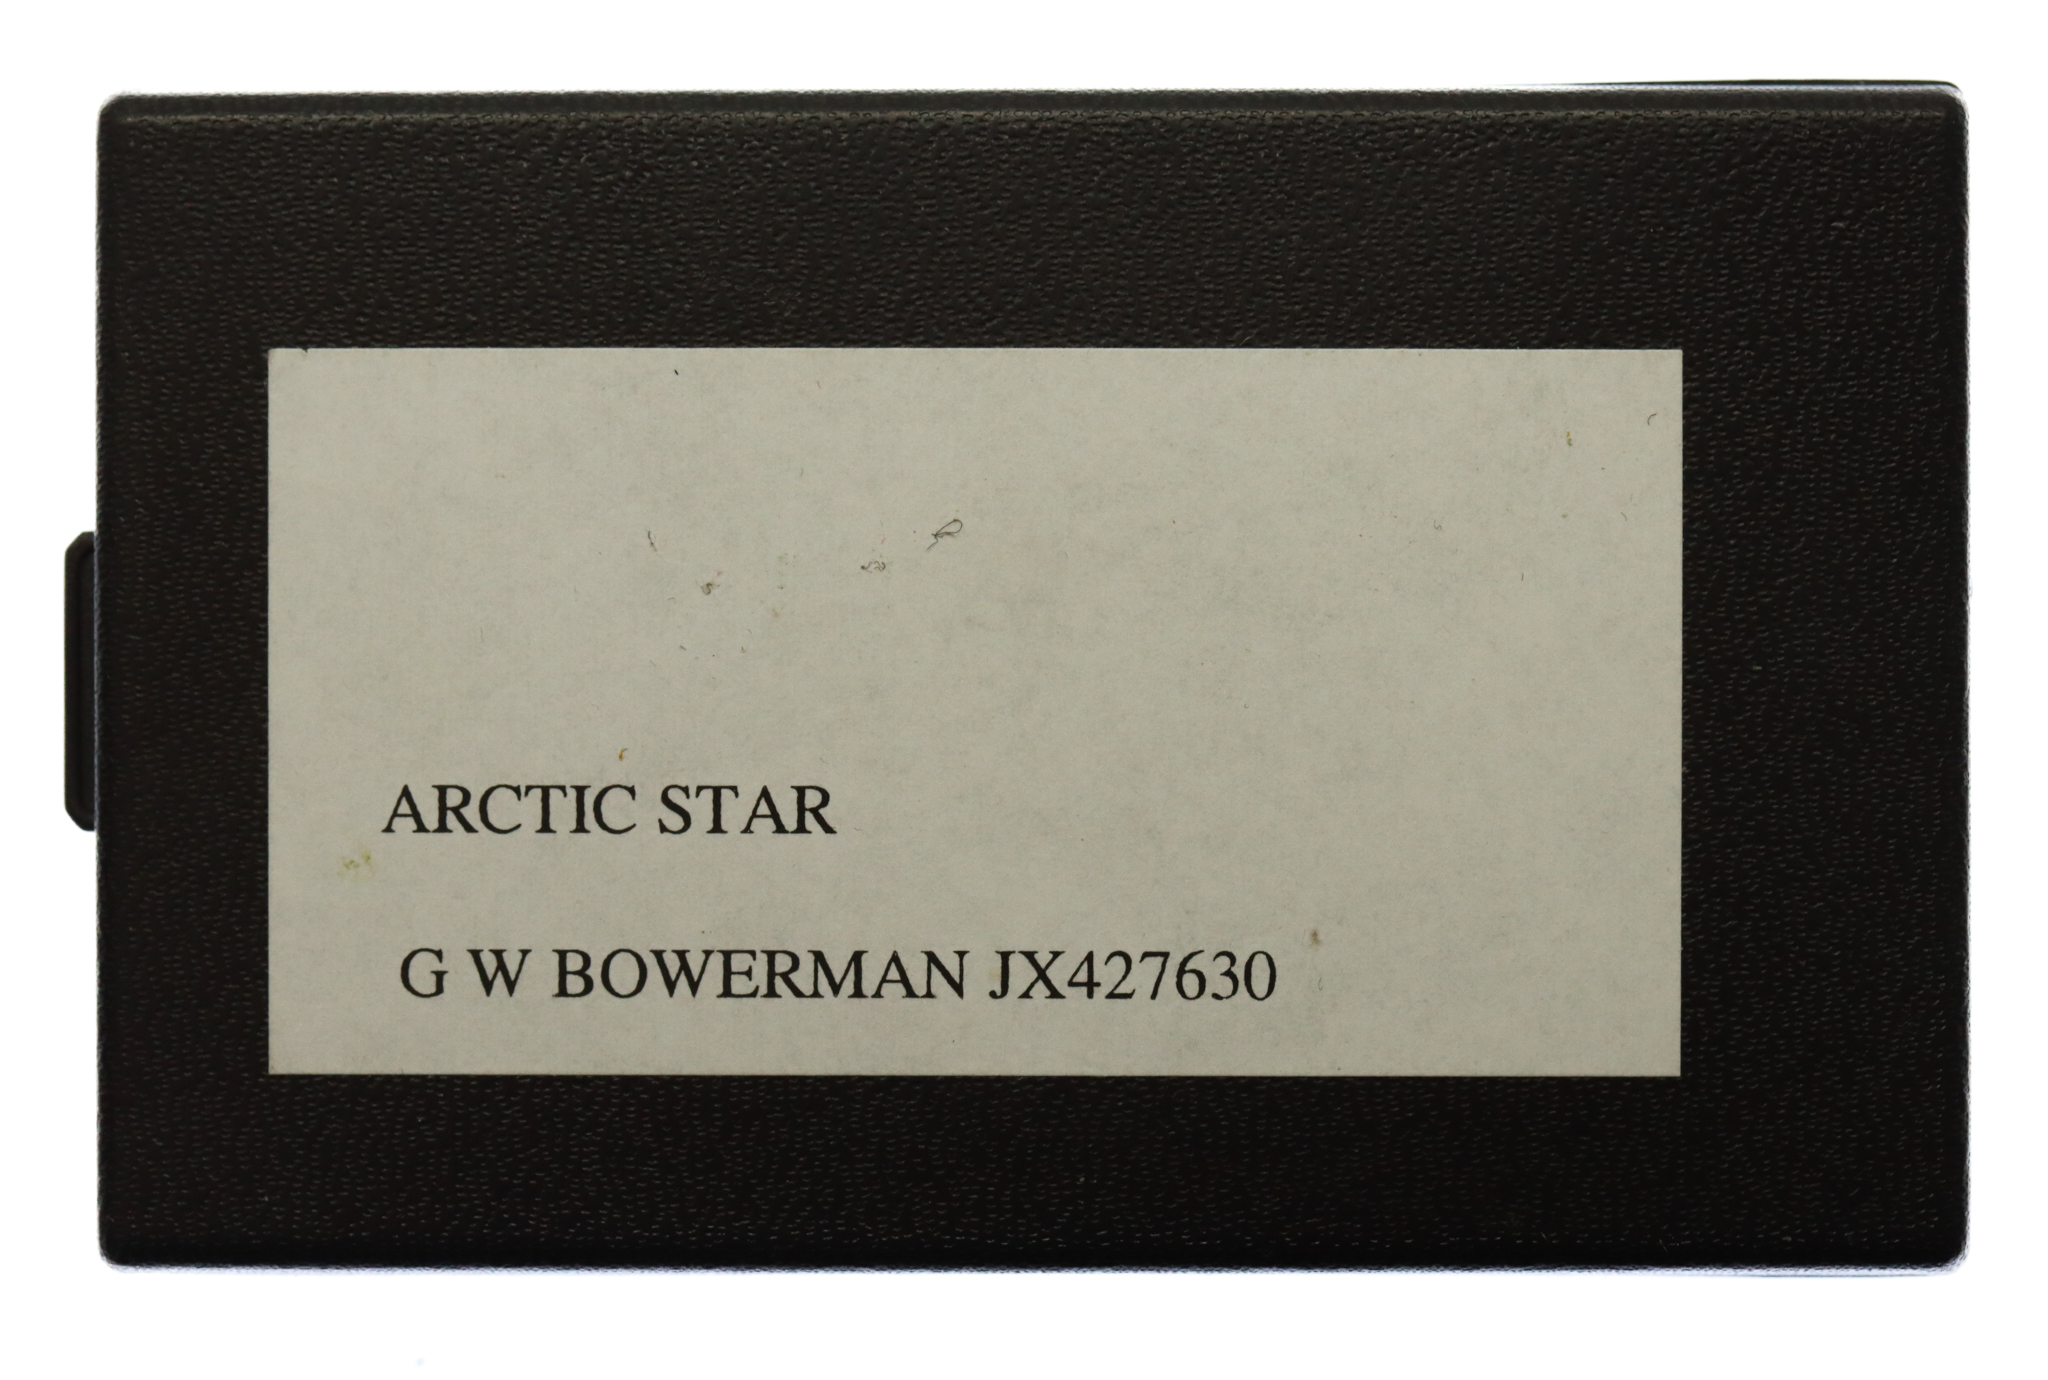 ARCTIC STAR
G W BOWERMAN JX427630